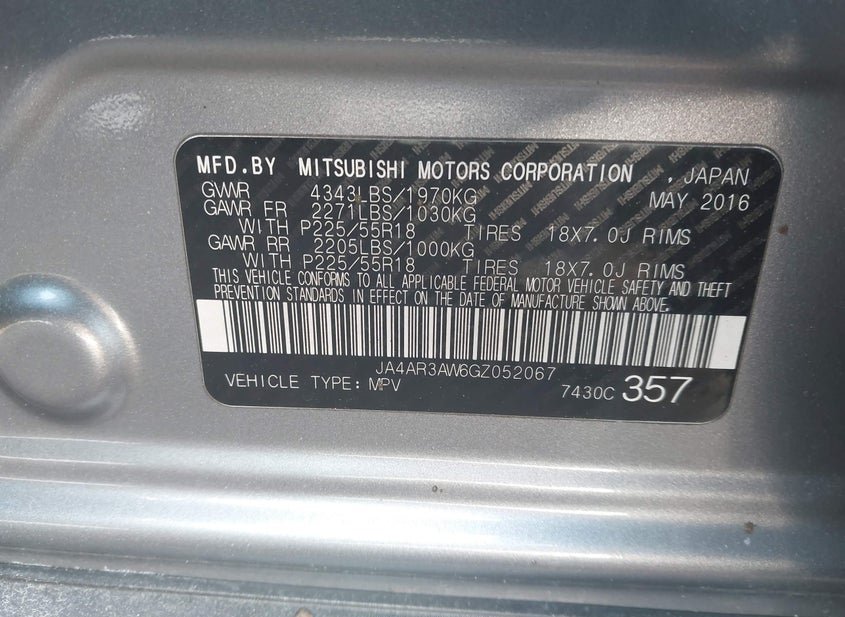 MFD.BY MITSUBISHI MOTORS CORPORATION , JAPAN
GVWR 4343LBS/1970KG MAY 2016
GAWR FR 2271LBS/1030KG
WITH P225/55R18 TIRES 18X7.0J RIMS
GAWR RR 2205LBS/1000KG
WITH P225/55R18 TIRES 18X7.0J RIMS
THIS VEHICLE CONFORMS TO ALL APPLICABLE FEDERAL MOTOR VEHICLE SAFETY AND THEFT
PREVENTION STANDARDS IN EFFECT ON THE DATE OF MANUFACTURE SHOWN ABOVE.
JA4AR3AW6GZ052067
VEHICLE TYPE: MPV 7430C 357